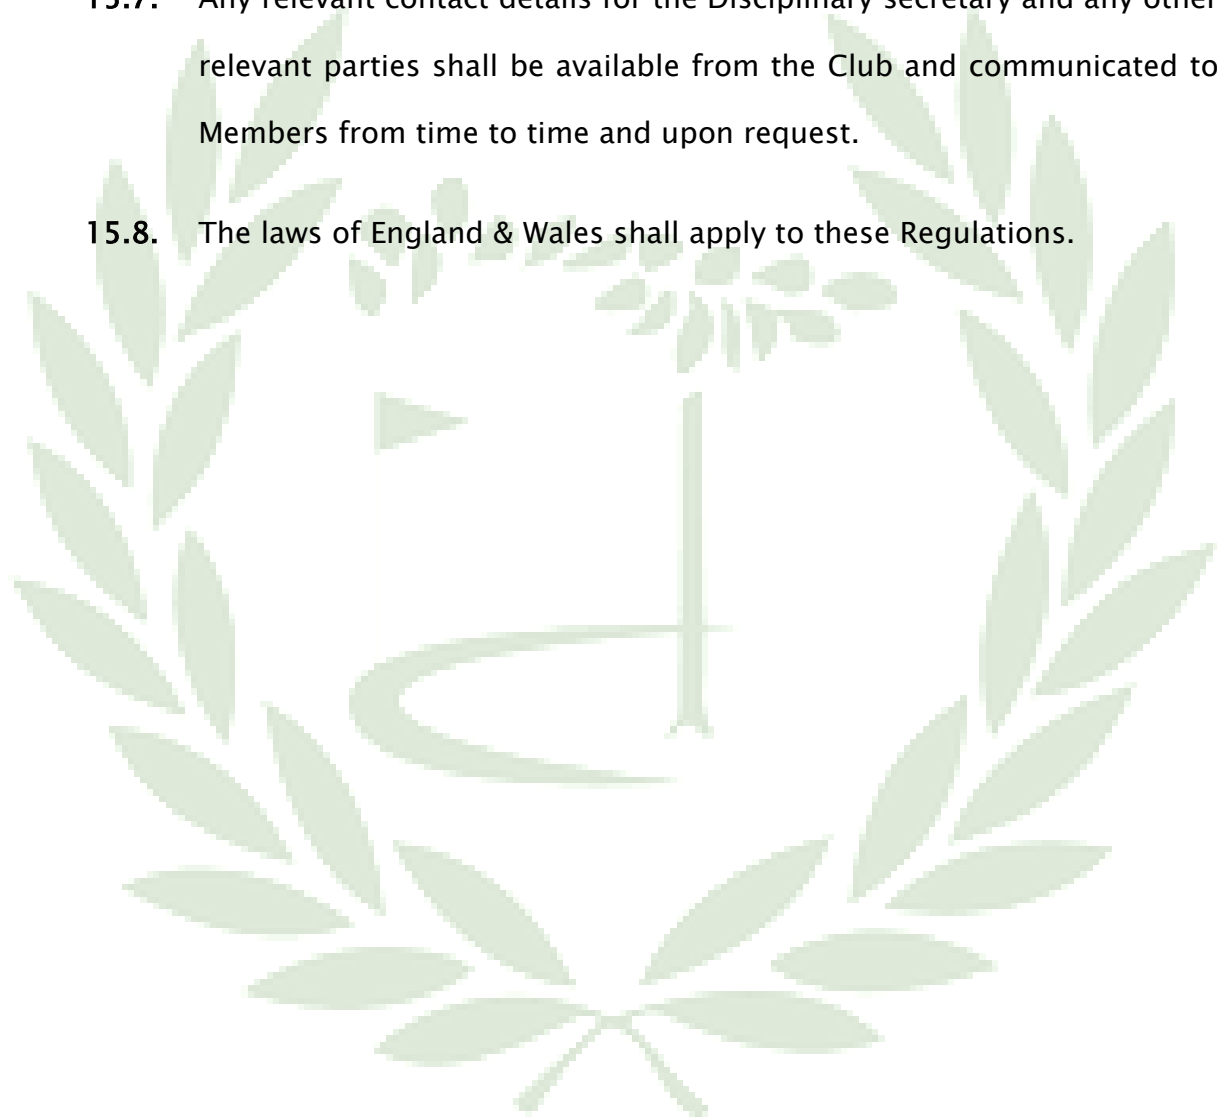 15.7. Any relevant contact details for the Disciplinary secretary and any other
relevant parties shall be available from the Club and communicated to
Members from time to time and upon request.
15.8. The laws of England & Wales shall apply to these Regulations.